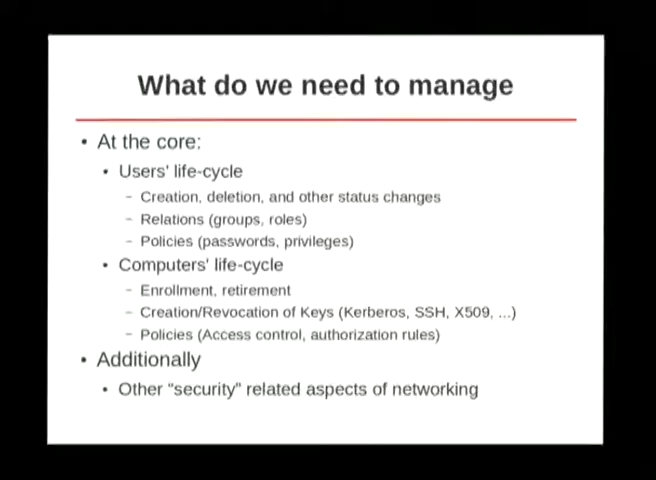 What do we need to manage
• At the core:
• Users' life-cycle
– Creation, deletion, and other status changes
– Relations (groups, roles)
– Policies (passwords, privileges)
• Computers' life-cycle
– Enrollment, retirement
– Creation/Revocation of Keys (Kerberos, SSH, X509, ...)
– Policies (Access control, authorization rules)
• Additionally
• Other "security" related aspects of networking